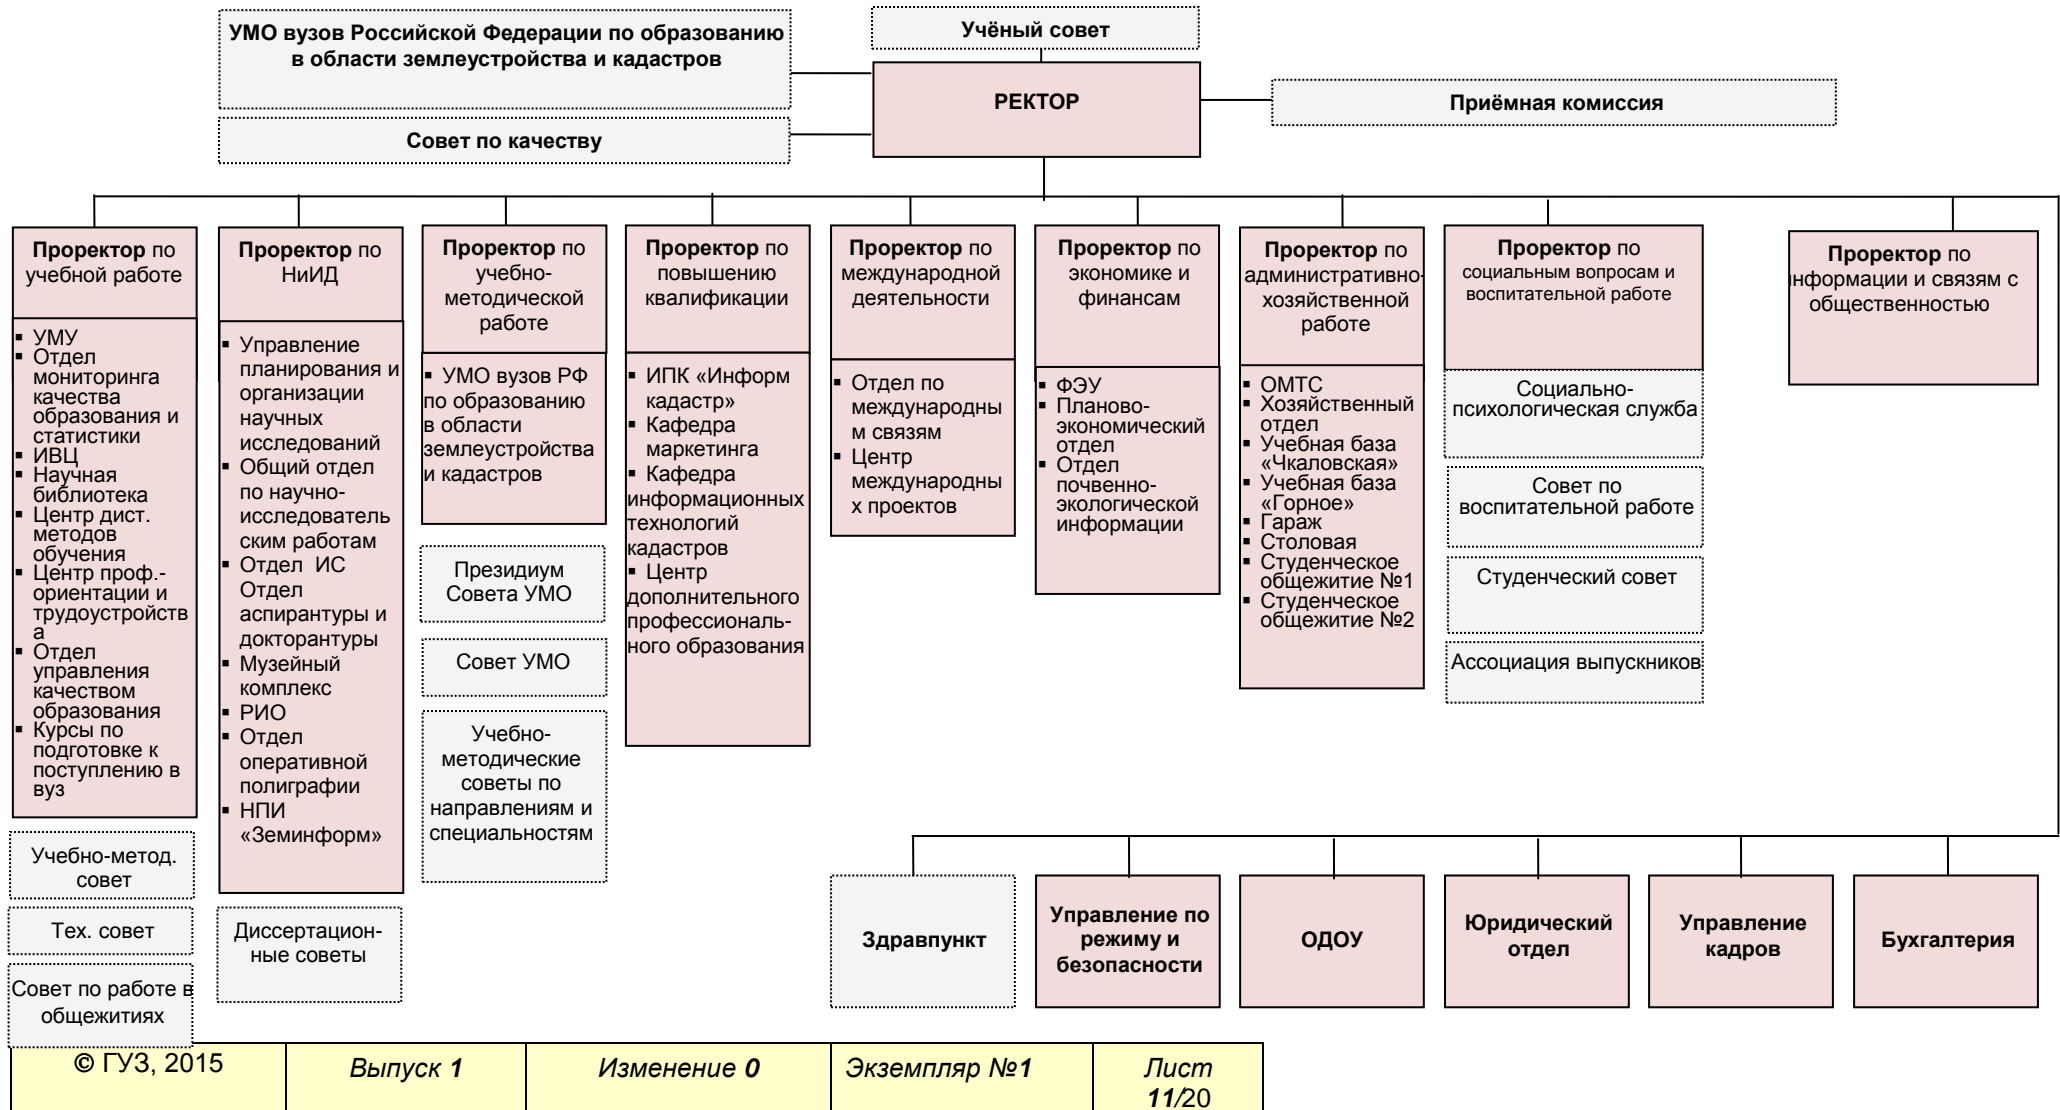 УМО вузов Российской Федерации по образованию
в области землеустройства и кадастров
Учёный совет
РЕКТОР
Приёмная комиссия
Совет по качеству
Проректор по
учебной работе
▪ УМУ
▪ Отдел
мониторинга
качества
образования и
статистики
▪ ИВЦ
▪ Научная
библиотека
▪ Центр дист.
методов
обучения
▪ Центр проф.-
ориентации и
трудоустройств
а
▪ Отдел
управления
качеством
образования
▪ Курсы по
подготовке к
поступлению в
вуз
Учебно-метод.
совет
Тех. совет
Совет по работе в
общежитиях
Проректор по
НиИД
▪ Управление
планирования и
организации
научных
исследований
▪ Общий отдел
по научно-
исследователь
ским работам
▪ Отдел ИС
Отдел
аспирантуры и
докторантуры
▪ Музейный
комплекс
▪ РИО
▪ Отдел
оперативной
полиграфии
▪ НПИ
«Земинформ»
Диссертацион-
ные советы
Проректор по
учебно-
методической
работе
▪ УМО вузов РФ
по образованию
в области
землеустройства
и кадастров
Президиум
Совета УМО
Совет УМО
Учебно-
методические
советы по
направлениям и
специальностям
Проректор по
повышению
квалификации
▪ ИПК «Информ
кадастр»
▪ Кафедра
маркетинга
▪ Кафедра
информационных
технологий
кадастров
▪ Центр
дополнительного
профессиональ-
ного образования
Проректор по
международной
деятельности
▪ Отдел по
международны
м связям
▪ Центр
международны
х проектов
Проректор по
экономике и
финансам
▪ ФЭУ
▪ Планово-
экономический
отдел
▪ Отдел
почвенно-
экологической
информации
Проректор по
административно-
хозяйственной
работе
▪ ОМТС
▪ Хозяйственный
отдел
▪ Учебная база
«Чкаловская»
▪ Учебная база
«Горное»
▪ Гараж
▪ Столовая
▪ Студенческое
общежитие №1
▪ Студенческое
общежитие №2
Проректор по
социальным вопросам и
воспитательной работе
Социально-
психологическая служба
Совет по
воспитательной работе
Студенческий совет
Ассоциация выпускников
Проректор по
информации и связям с
общественностью
Здравпункт
Управление по
режиму и
безопасности
ОДОУ
Юридический
отдел
Управление
кадров
Бухгалтерия
© ГУЗ, 2015
Выпуск 1
Изменение 0
Экземпляр №1
Лист
11/20